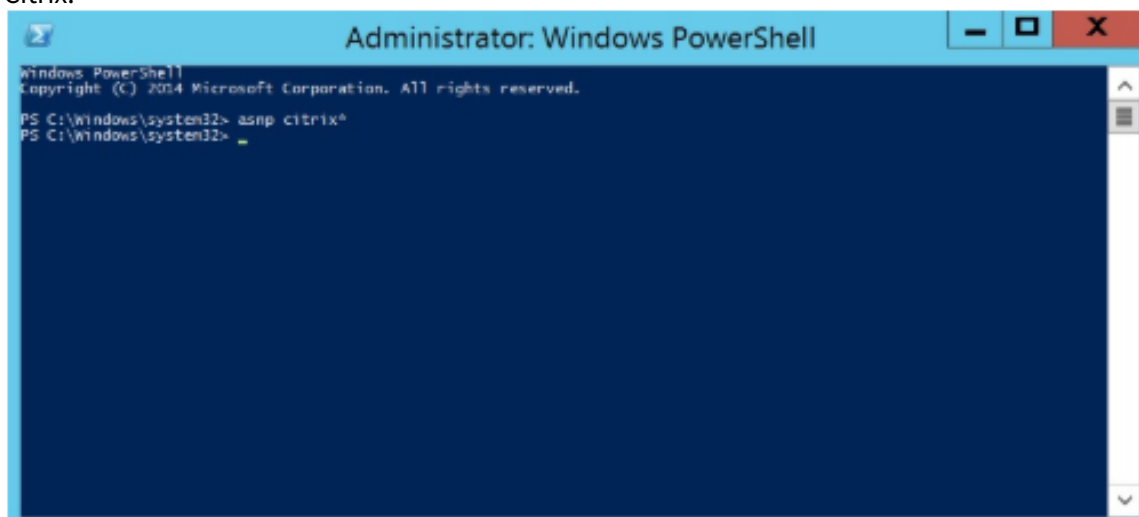 Citrix.
Administrator: Windows PowerShell
Windows PowerShell
Copyright (C) 2014 Microsoft Corporation. All rights reserved.
PS C:\Windows\system32> asnp citrix*
PS C:\Windows\system32> _